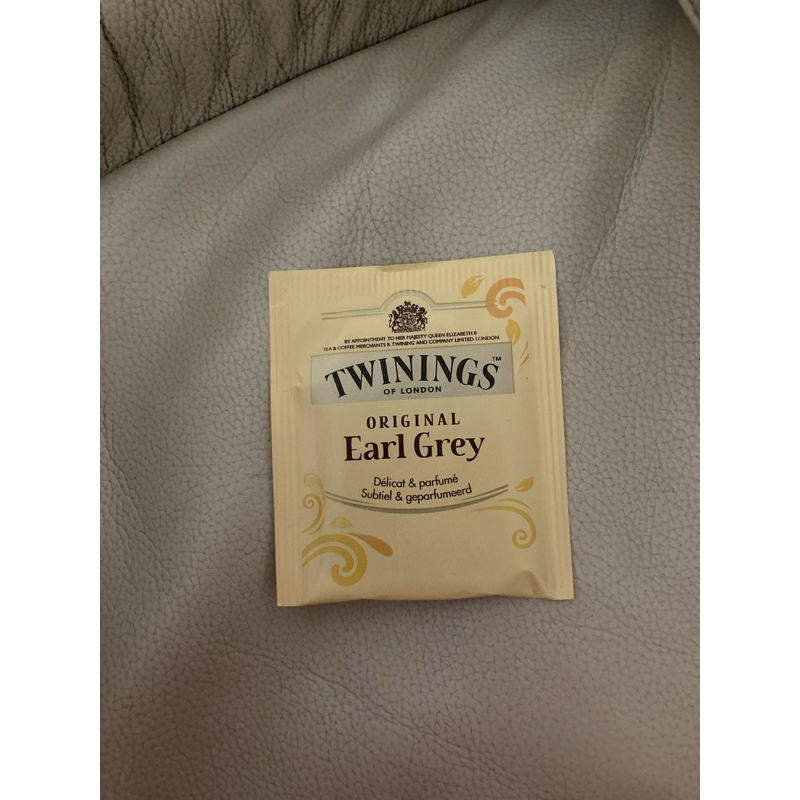 BY APPOINTMENT TO HER MAJESTY QUEEN ELIZABETH II
TEA & COFFEE MERCHANTS R. TWINING AND COMPANY LIMITED, LONDON
TWININGS™
OF LONDON
ORIGINAL
Earl Grey
Délicat & parfumé
Subtiel & geparfumeerd